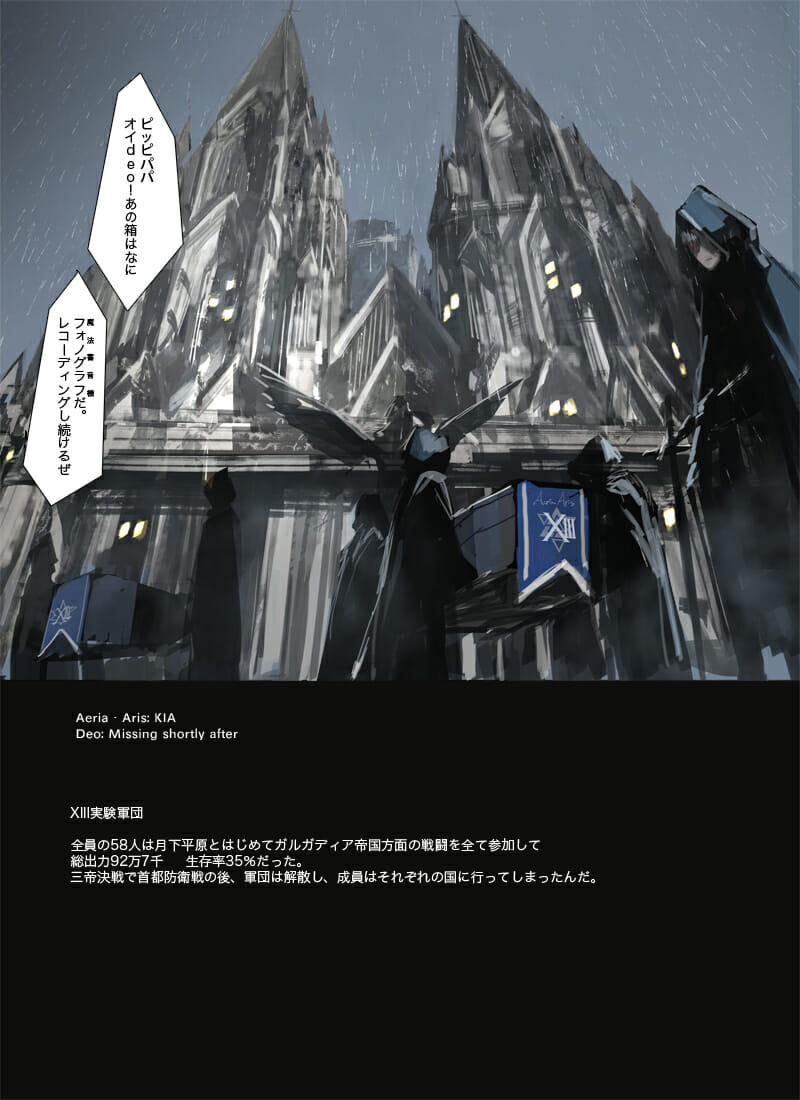 ピッピパパ
オイdeo！あの箱はなに
魔法蓄音機
フォノグラフだ。
レコーディングし続けるぜ
Aeria Aris
XIII
XIII
Aeria · Aris: KIA
Deo: Missing shortly after
XIII実験軍団
全員の58人は月下平原とはじめてガルガディア帝国方面の戦闘を全て参加して
総出力92万7千　生存率35%だった。
三帝決戦で首都防衛戦の後、軍団は解散し、成員はそれぞれの国に行ってしまったんだ。